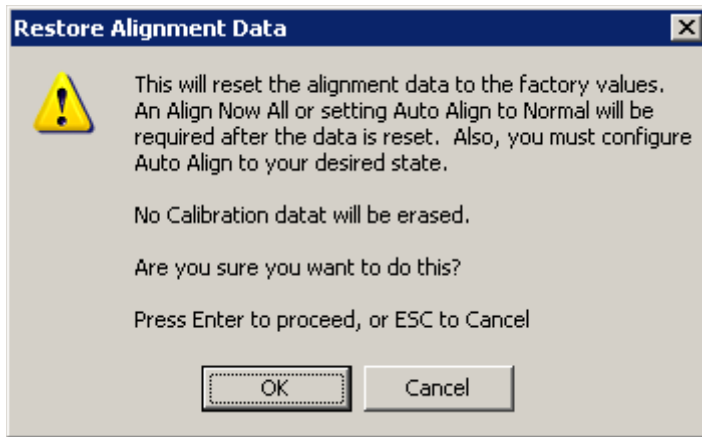 Restore Alignment Data
This will reset the alignment data to the factory values.
An Align Now All or setting Auto Align to Normal will be
required after the data is reset.  Also, you must configure
Auto Align to your desired state.
No Calibration datat will be erased.
Are you sure you want to do this?
Press Enter to proceed, or ESC to Cancel
OK
Cancel